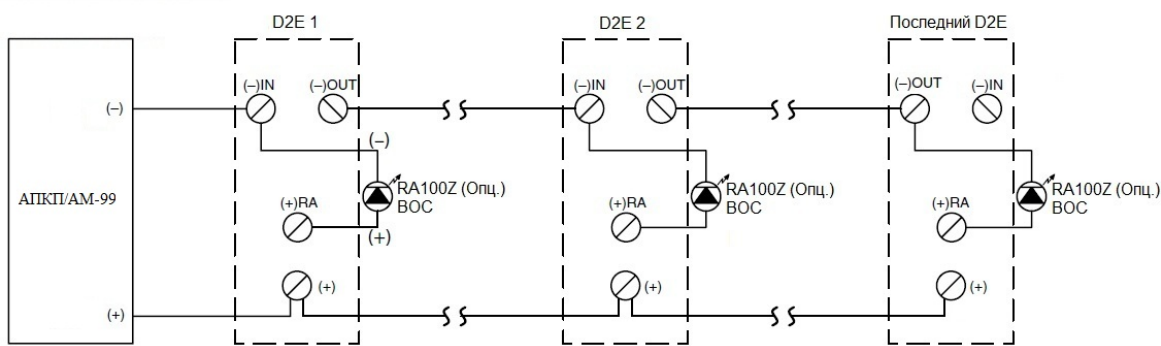 D2E 1
D2E 2
Последний D2E
(–)IN
(–)OUT
(–)IN
(–)OUT
(–)OUT
(–)IN
(–)
(–)
АПКП/АМ-99
RA100Z (Опц.)
ВОС
RA100Z (Опц.)
ВОС
RA100Z (Опц.)
ВОС
(+)RA
(+)
(+)RA
(+)RA
(+)
(+)
(+)
(+)